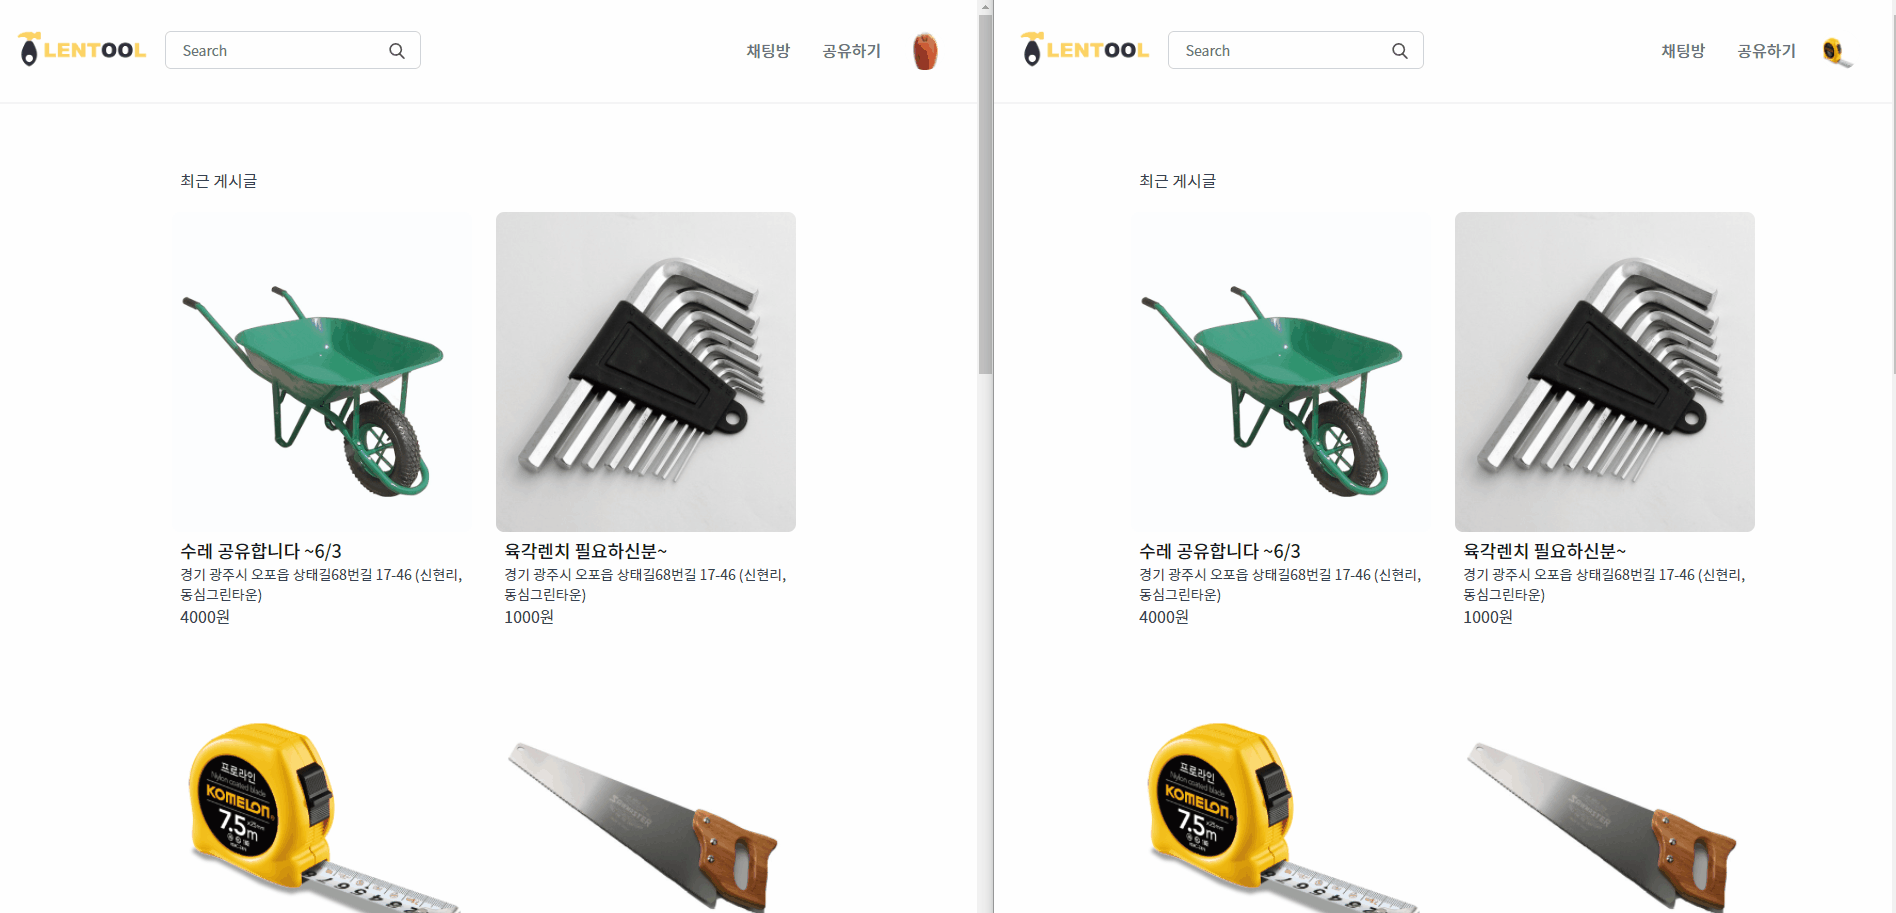 LENTOOL
Search
채팅방
공유하기
최근 게시글
수레 공유합니다 ~6/3
경기 광주시 오포읍 상태길68번길 17-46 (신현리,
동심그린타운)
4000원
육각렌치 필요하신분~
경기 광주시 오포읍 상태길68번길 17-46 (신현리,
동심그린타운)
1000원
프로라인
Nylon coated blade
KOMELON
7.5m
LENTOOL
Search
채팅방
공유하기
최근 게시글
수레 공유합니다 ~6/3
경기 광주시 오포읍 상태길68번길 17-46 (신현리,
동심그린타운)
4000원
육각렌치 필요하신분~
경기 광주시 오포읍 상태길68번길 17-46 (신현리,
동심그린타운)
1000원
프로라인
Nylon coated blade
KOMELON
7.5m